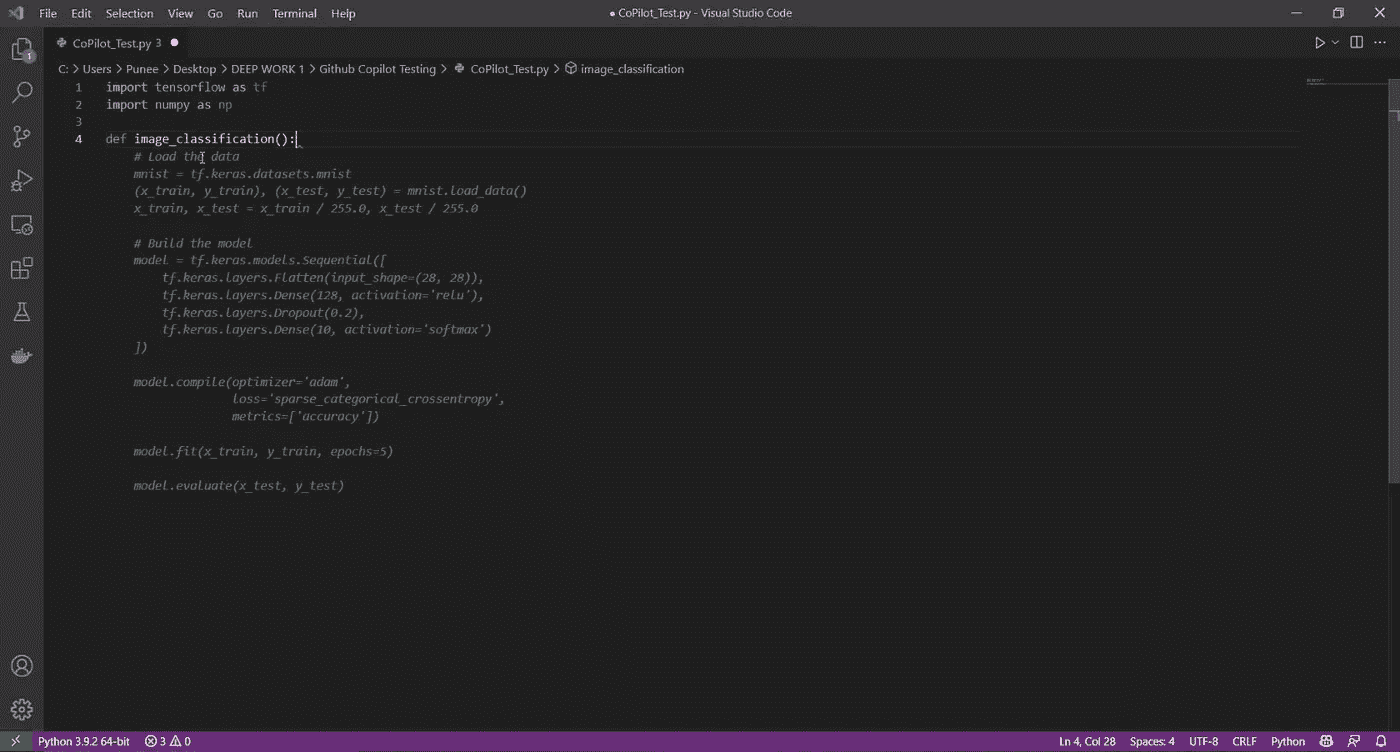 File Edit Selection View Go Run Terminal Help
● CoPilot_Test.py - Visual Studio Code
CoPilot_Test.py 3 ●
C: > Users > Punee > Desktop > DEEP WORK 1 > Github Copilot Testing > CoPilot_Test.py > image_classification
1 import tensorflow as tf
2 import numpy as np
3
4 def image_classification():
# Load the data
mnist = tf.keras.datasets.mnist
(x_train, y_train), (x_test, y_test) = mnist.load_data()
x_train, x_test = x_train / 255.0, x_test / 255.0
# Build the model
model = tf.keras.models.Sequential([
tf.keras.layers.Flatten(input_shape=(28, 28)),
tf.keras.layers.Dense(128, activation='relu'),
tf.keras.layers.Dropout(0.2),
tf.keras.layers.Dense(10, activation='softmax')
])
model.compile(optimizer='adam',
loss='sparse_categorical_crossentropy',
metrics=['accuracy'])
model.fit(x_train, y_train, epochs=5)
model.evaluate(x_test, y_test)
1
Python 3.9.2 64-bit 3 0 Ln 4, Col 28 Spaces: 4 UTF-8 CRLF Python